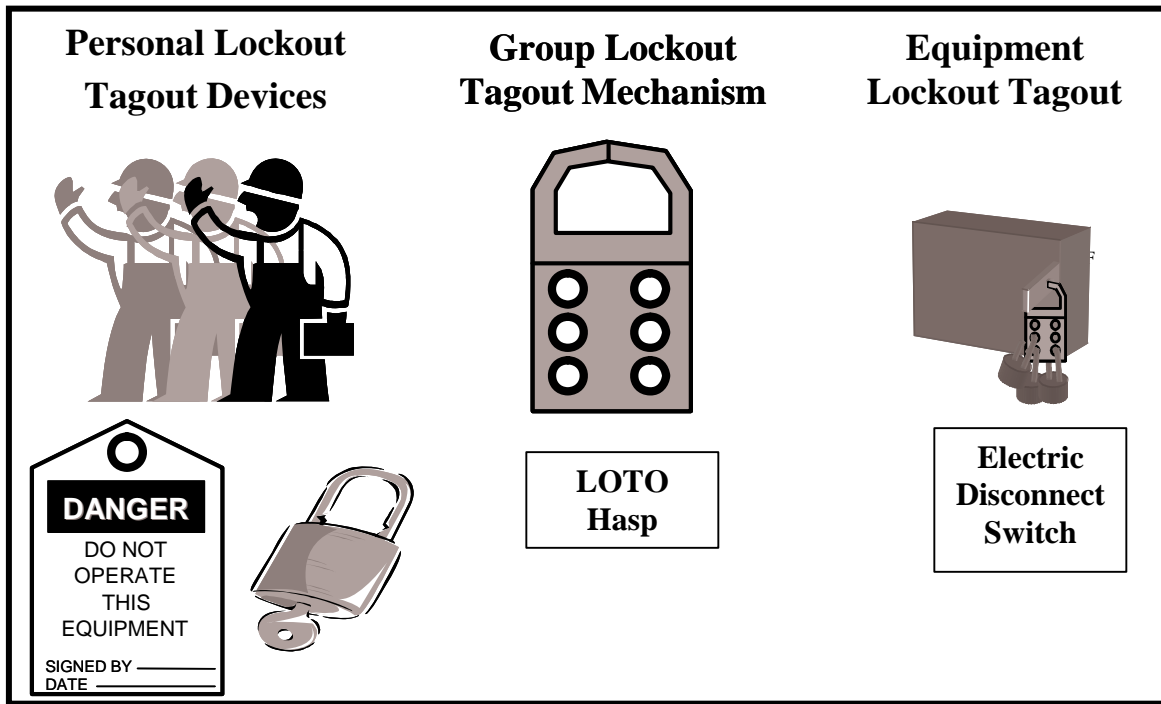 Personal Lockout
Tagout Devices
Group Lockout
Tagout Mechanism
Equipment
Lockout Tagout
F
DANGER
DO NOT
OPERATE
THIS
EQUIPMENT
SIGNED BY
DATE
LOTO
Hasp
Electric
Disconnect
Switch